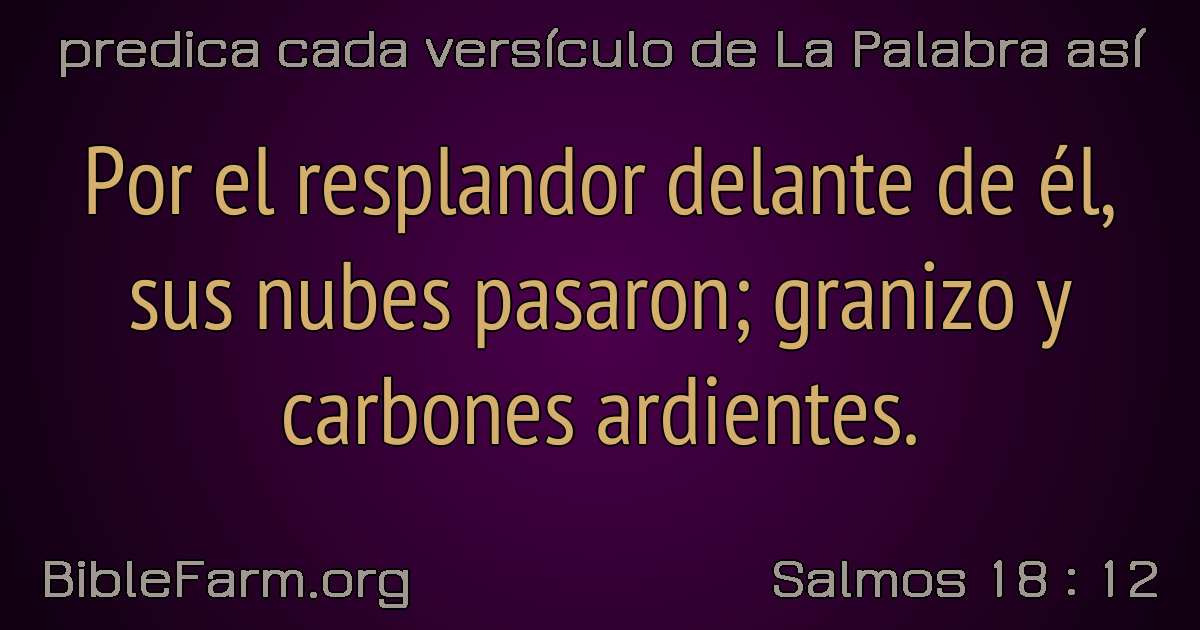 predica cada versículo de La Palabra así
Por el resplandor delante de él,
sus nubes pasaron; granizo y
carbones ardientes.
BibleFarm.org
Salmos 18 : 12